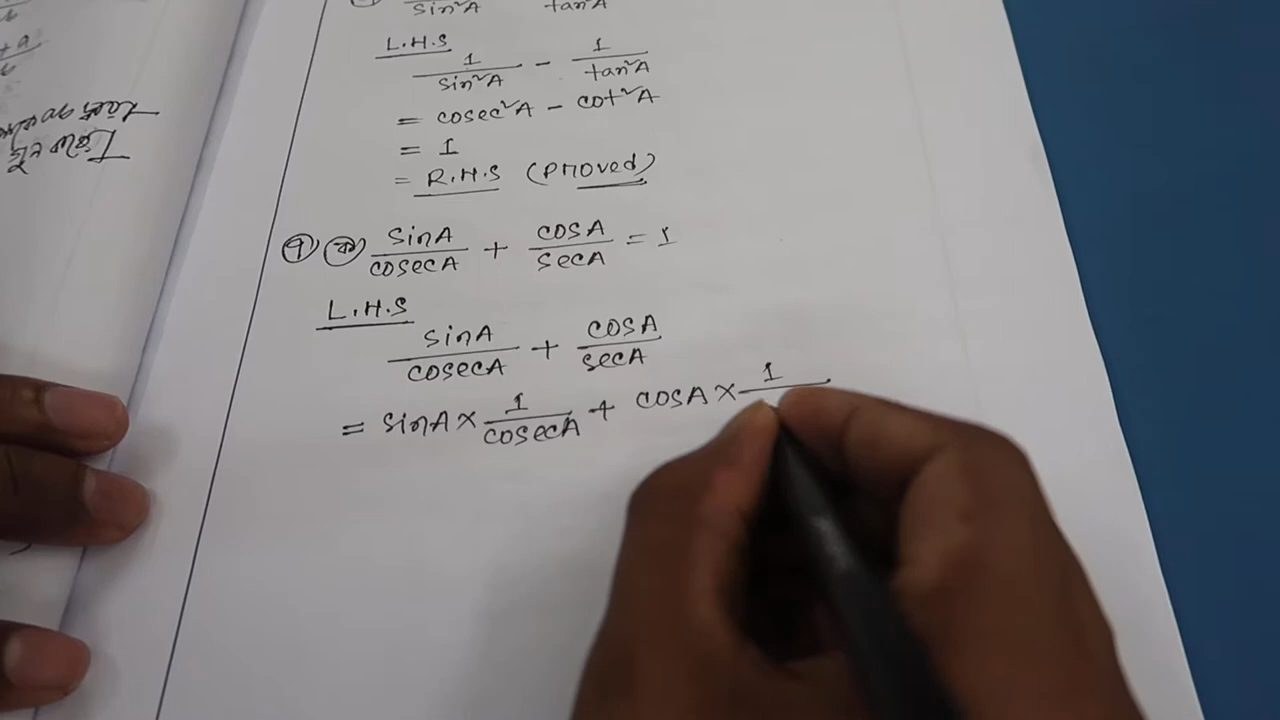 sin²A tan²A
L.H.S
1/sin²A - 1/tan²A
= cosec²A - cot²A
= 1
= R.H.S (Proved)
৭ ক sinA/cosecA + cosA/secA = 1
L.H.S
sinA/cosecA + cosA/secA
= sinA × 1/cosecA + cosA × 1/